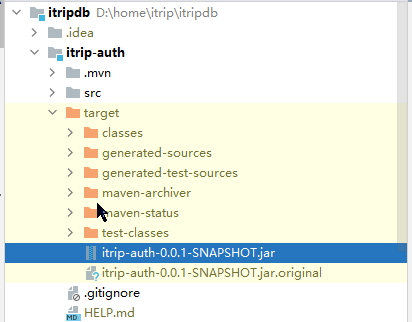 itripdb D:\home\itrip\itripdb
.idea
itrip-auth
.mvn
src
target
classes
generated-sources
generated-test-sources
maven-archiver
maven-status
test-classes
itrip-auth-0.0.1-SNAPSHOT.jar
itrip-auth-0.0.1-SNAPSHOT.jar.original
.gitignore
MD HELP.md